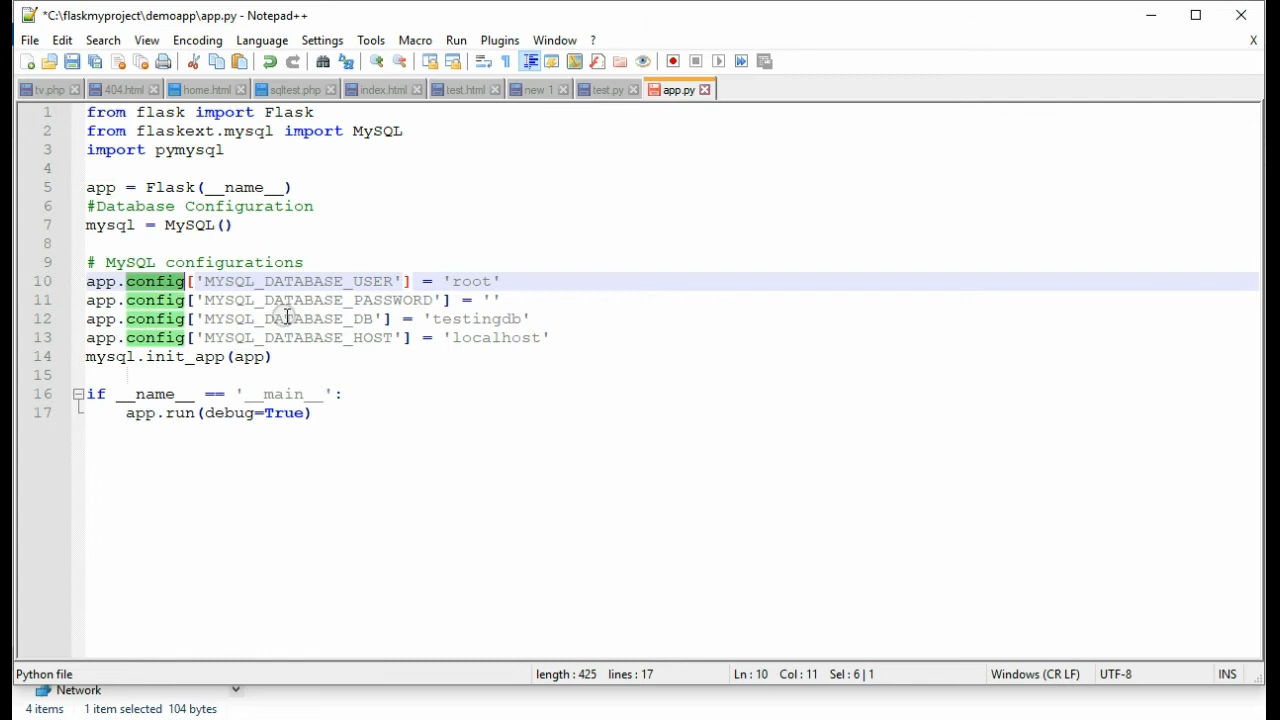 *C:\flaskmyproject\demoapp\app.py - Notepad++
File Edit Search View Encoding Language Settings Tools Macro Run Plugins Window ? X
tv.php 404.html home.html sqltest.php index.html test.html new 1 test.py app.py
1 from flask import Flask
2 from flaskext.mysql import MySQL
3 import pymysql
4
5 app = Flask(__name__)
6 #Database Configuration
7 mysql = MySQL()
8
9 # MySQL configurations
10 app.config['MYSQL_DATABASE_USER'] = 'root'
11 app.config['MYSQL_DATABASE_PASSWORD'] = ''
12 app.config['MYSQL_DATABASE_DB'] = 'testingdb'
13 app.config['MYSQL_DATABASE_HOST'] = 'localhost'
14 mysql.init_app(app)
15
16 if __name__ == '__main__':
17 app.run(debug=True)
Python file length : 425 lines : 17 Ln : 10 Col : 11 Sel : 6 | 1 Windows (CR LF) UTF-8 INS
Network
4 items 1 item selected 104 bytes